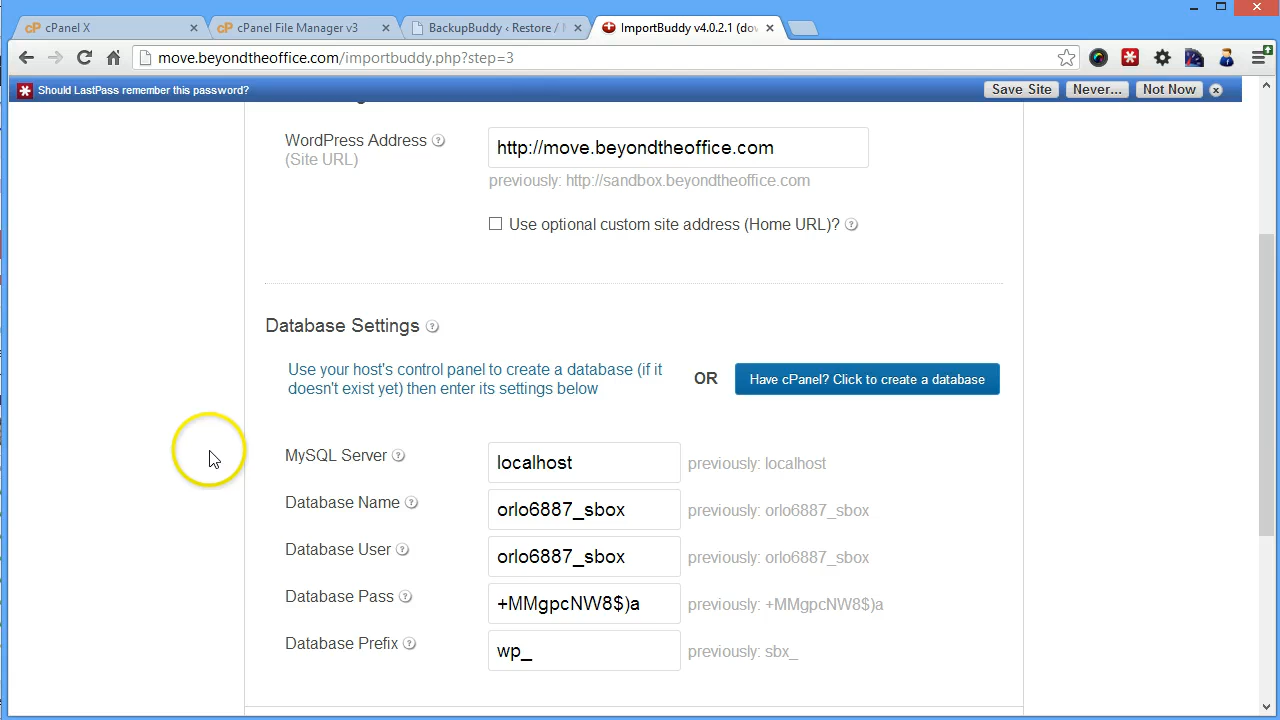 cPanel X
cPanel File Manager v3
BackupBuddy ‹ Restore /
ImportBuddy v4.0.2.1 (dow
move.beyondtheoffice.com/importbuddy.php?step=3
Should LastPass remember this password?
Save Site
Never...
Not Now
WordPress Address
(Site URL)
http://move.beyondtheoffice.com
previously: http://sandbox.beyondtheoffice.com
Use optional custom site address (Home URL)?
Database Settings
Use your host's control panel to create a database (if it
doesn't exist yet) then enter its settings below
OR
Have cPanel? Click to create a database
MySQL Server
localhost
previously: localhost
Database Name
orlo6887_sbox
previously: orlo6887_sbox
Database User
orlo6887_sbox
previously: orlo6887_sbox
Database Pass
+MMgpcNW8$)a
previously: +MMgpcNW8$)a
Database Prefix
wp_
previously: sbx_